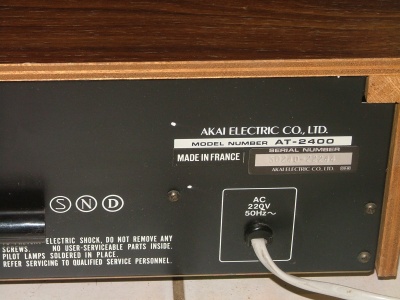 AKAI ELECTRIC CO., LTD.
MODEL NUMBER AT-2400
SERIAL NUMBER
MADE IN FRANCE
AKAI ELECTRIC CO., LTD.
S N D
AC
220V
50Hz~
ELECTRIC SHOCK, DO NOT REMOVE ANY
SCREWS. NO USER-SERVICEABLE PARTS INSIDE.
PILOT LAMPS SOLDERED IN PLACE.
REFER SERVICING TO QUALIFIED SERVICE PERSONNEL.